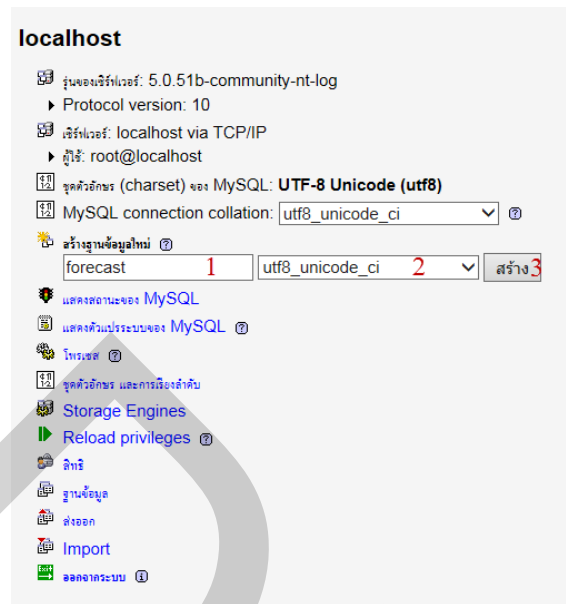 localhost
รุ่นของเซิร์ฟเวอร์: 5.0.51b-community-nt-log
Protocol version: 10
เซิร์ฟเวอร์: localhost via TCP/IP
ผู้ใช้: root@localhost
ชุดตัวอักษร (charset) ของ MySQL: UTF-8 Unicode (utf8)
MySQL connection collation: utf8_unicode_ci
สร้างฐานข้อมูลใหม่
forecast 1 utf8_unicode_ci 2 สร้าง 3
แสดงสถานะของ MySQL
แสดงตัวแปรระบบของ MySQL
โพรเซส
ชุดตัวอักษร และการเรียงลำดับ
Storage Engines
Reload privileges
สิทธิ
ฐานข้อมูล
ส่งออก
Import
ออกจากระบบ